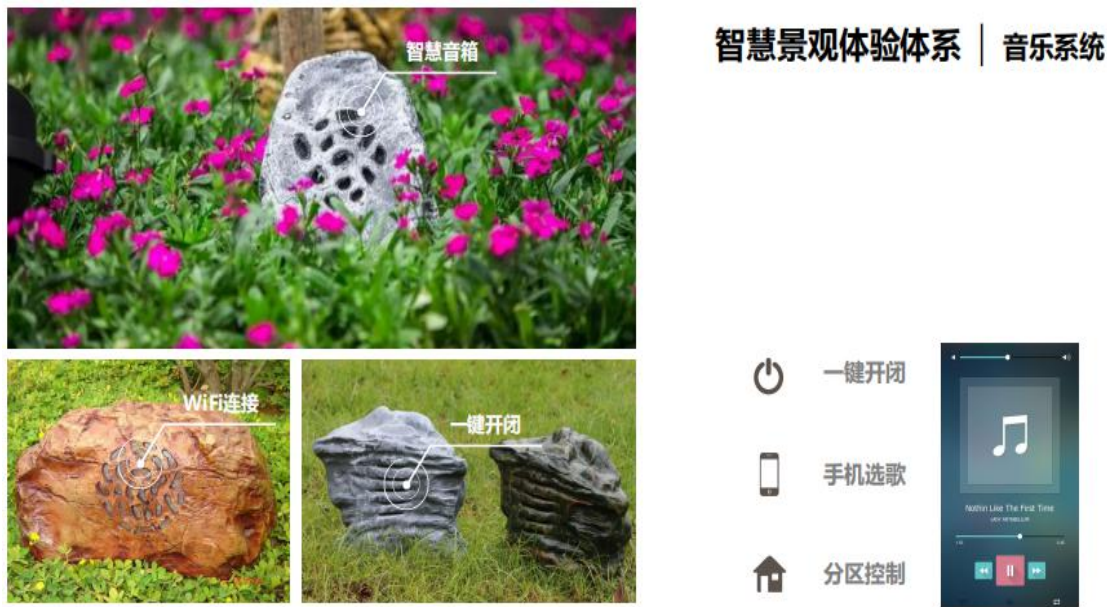 智慧景观体验体系 | 音乐系统
智慧音箱
WiFi连接
一键开闭
一键开闭
手机选歌
分区控制
Nothin Like The First Time